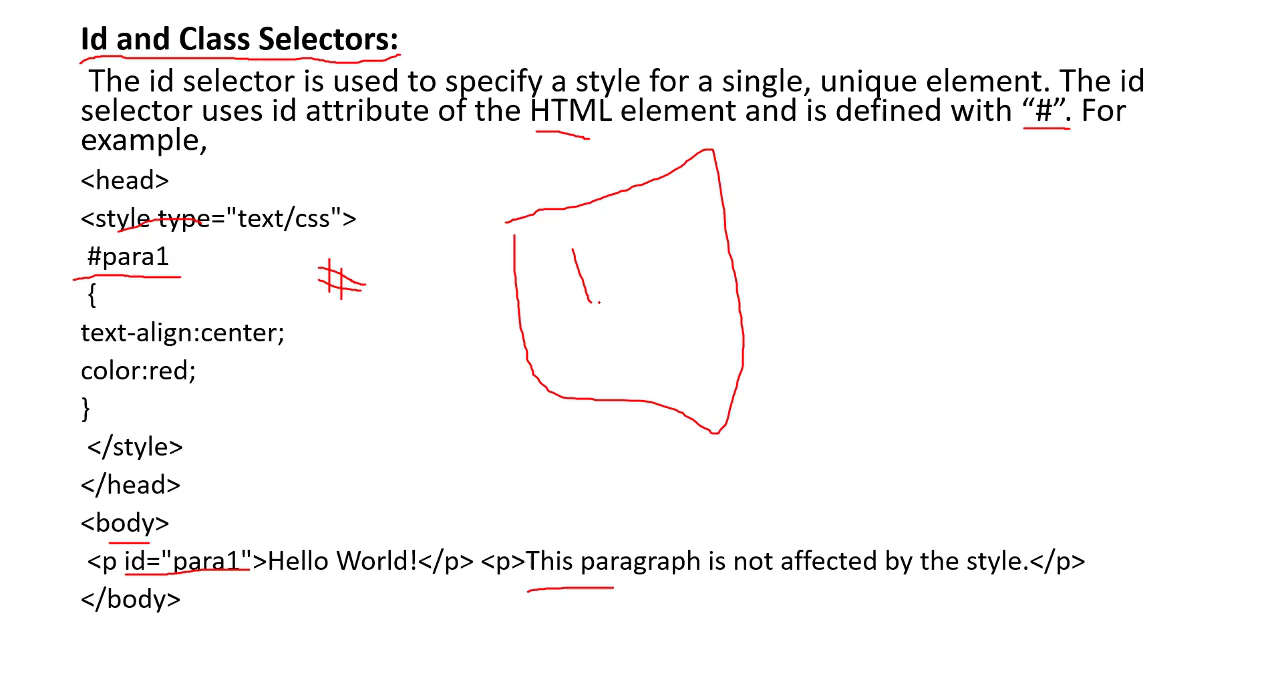 Id and Class Selectors:
The id selector is used to specify a style for a single, unique element. The id
selector uses id attribute of the HTML element and is defined with “#”. For
example,
<head>
<style type="text/css">
#para1
#
{
text-align:center;
color:red;
}
</style>
</head>
<body>
<p id="para1">Hello World!</p> <p>This paragraph is not affected by the style.</p>
</body>